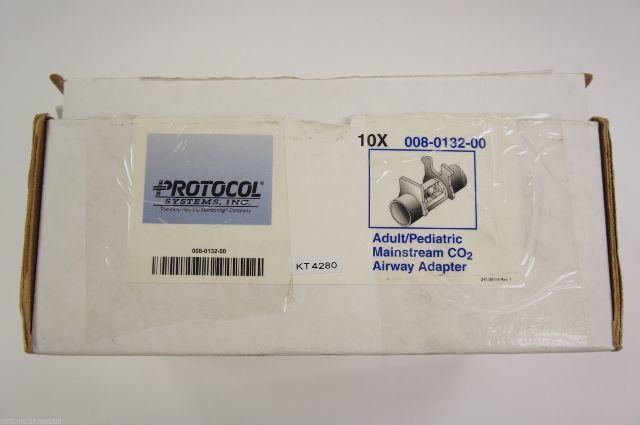 PROTOCOL®
SYSTEMS, INC.
008-0132-00
KT 4280
10X 008-0132-00
Adult/Pediatric
Mainstream CO2
Airway Adapter